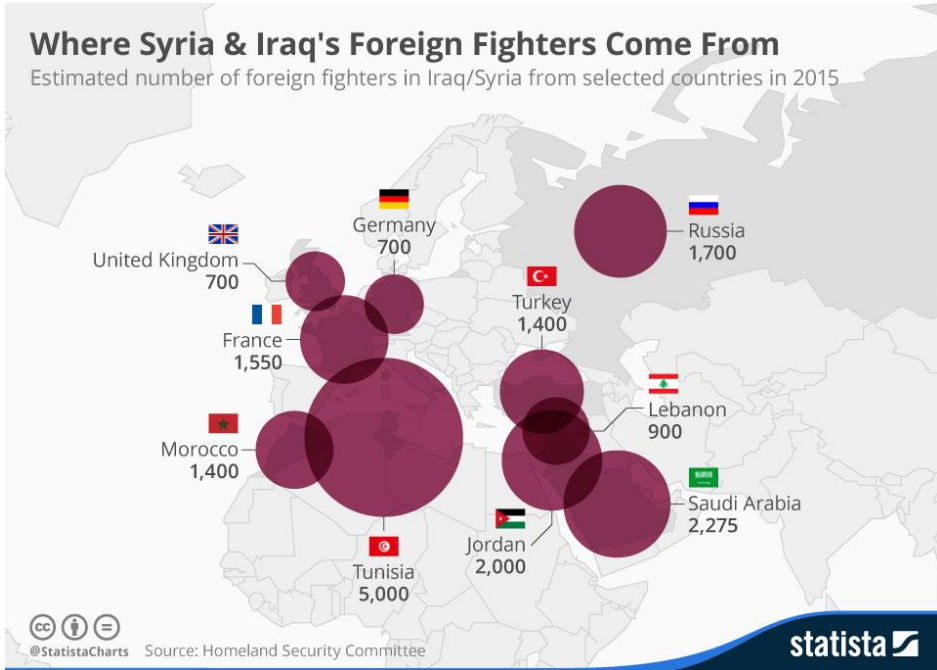 Where Syria & Iraq's Foreign Fighters Come From
Estimated number of foreign fighters in Iraq/Syria from selected countries in 2015
Germany
700
Russia
1,700
United Kingdom
700
Turkey
1,400
France
1,550
Lebanon
900
Morocco
1,400
Saudi Arabia
2,275
Jordan
2,000
Tunisia
5,000
cc
@StatistaCharts Source: Homeland Security Committee
statista